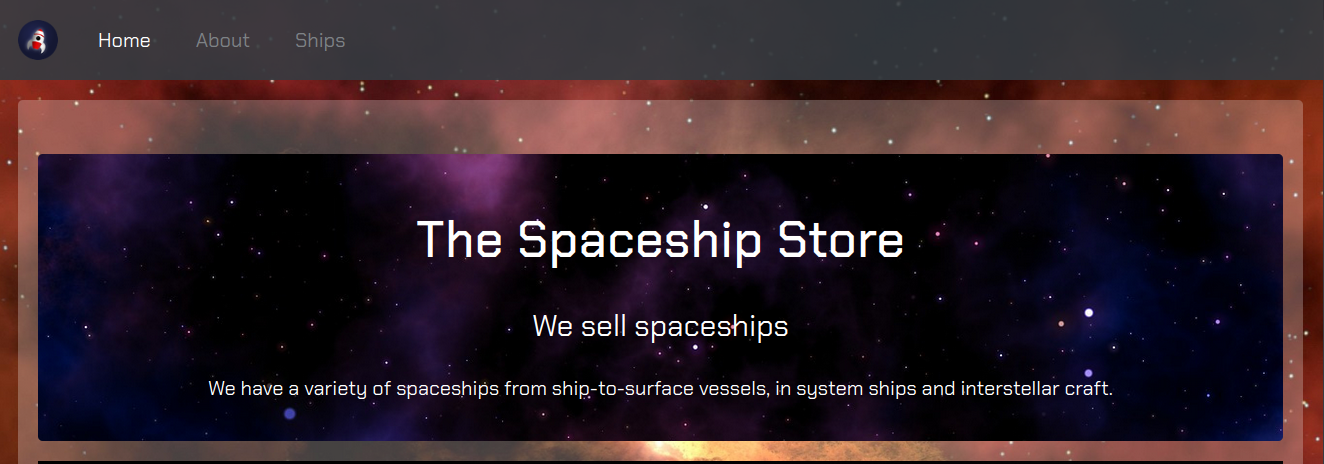 Home About Ships
The Spaceship Store
We sell spaceships
We have a variety of spaceships from ship-to-surface vessels, in system ships and interstellar craft.